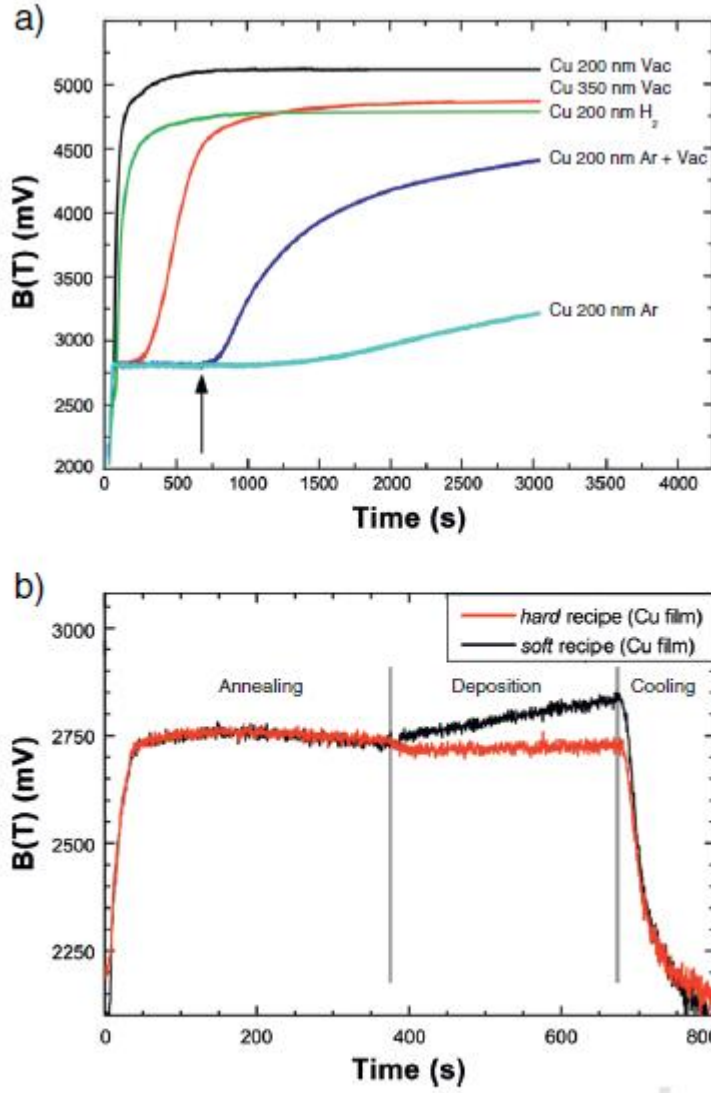 a)
5000
4500
4000
3500
3000
2500
2000
B(T) (mV)
Cu 200 nm Vac
Cu 350 nm Vac
Cu 200 nm H₂
Cu 200 nm Ar + Vac
Cu 200 nm Ar
0 500 1000 1500 2000 2500 3000 3500 4000
Time (s)
b)
3000
2750
2500
2250
B(T) (mV)
hard recipe (Cu film)
soft recipe (Cu film)
Annealing Deposition Cooling
0 200 400 600 800
Time (s)